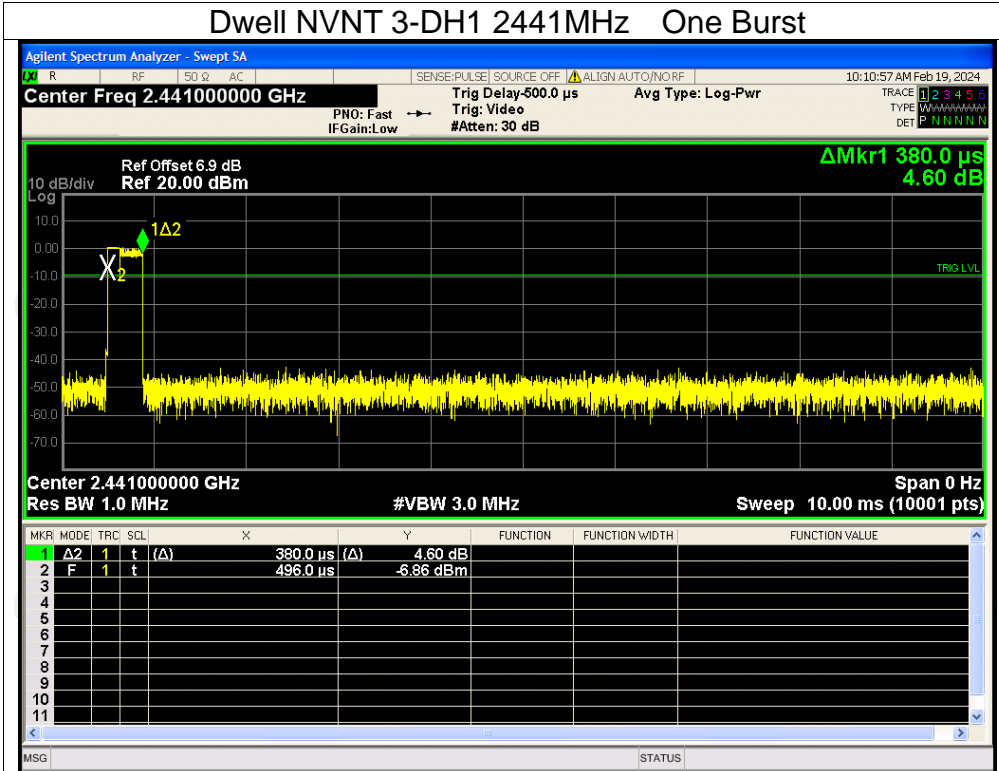 Dwell NVNT 3-DH1 2441MHz One Burst
Agilent Spectrum Analyzer - Swept SA
LXI R RF 50 Ω AC SENSE:PULSE SOURCE OFF ALIGN AUTO/NO RF 10:10:57 AM Feb 19, 2024
Center Freq 2.441000000 GHz
PNO: Fast
IFGain:Low
Trig Delay-500.0 µs
Trig: Video
#Atten: 30 dB
Avg Type: Log-Pwr
TRACE 1 2 3 4 5 6
TYPE WWWWWW
DET P N N N N N
ΔMkr1 380.0 µs
4.60 dB
Ref Offset 6.9 dB
10 dB/div Ref 20.00 dBm
Log
10.0
0.00
-10.0
-20.0
-30.0
-40.0
-50.0
-60.0
-70.0
1Δ2
2
TRIG LVL
Center 2.441000000 GHz Span 0 Hz
Res BW 1.0 MHz #VBW 3.0 MHz Sweep 10.00 ms (10001 pts)
MKR MODE TRC SCL X Y FUNCTION FUNCTION WIDTH FUNCTION VALUE
1 Δ2 1 t (Δ) 380.0 µs (Δ) 4.60 dB
2 F 1 t 496.0 µs -6.86 dBm
3
4
5
6
7
8
9
10
11
MSG STATUS